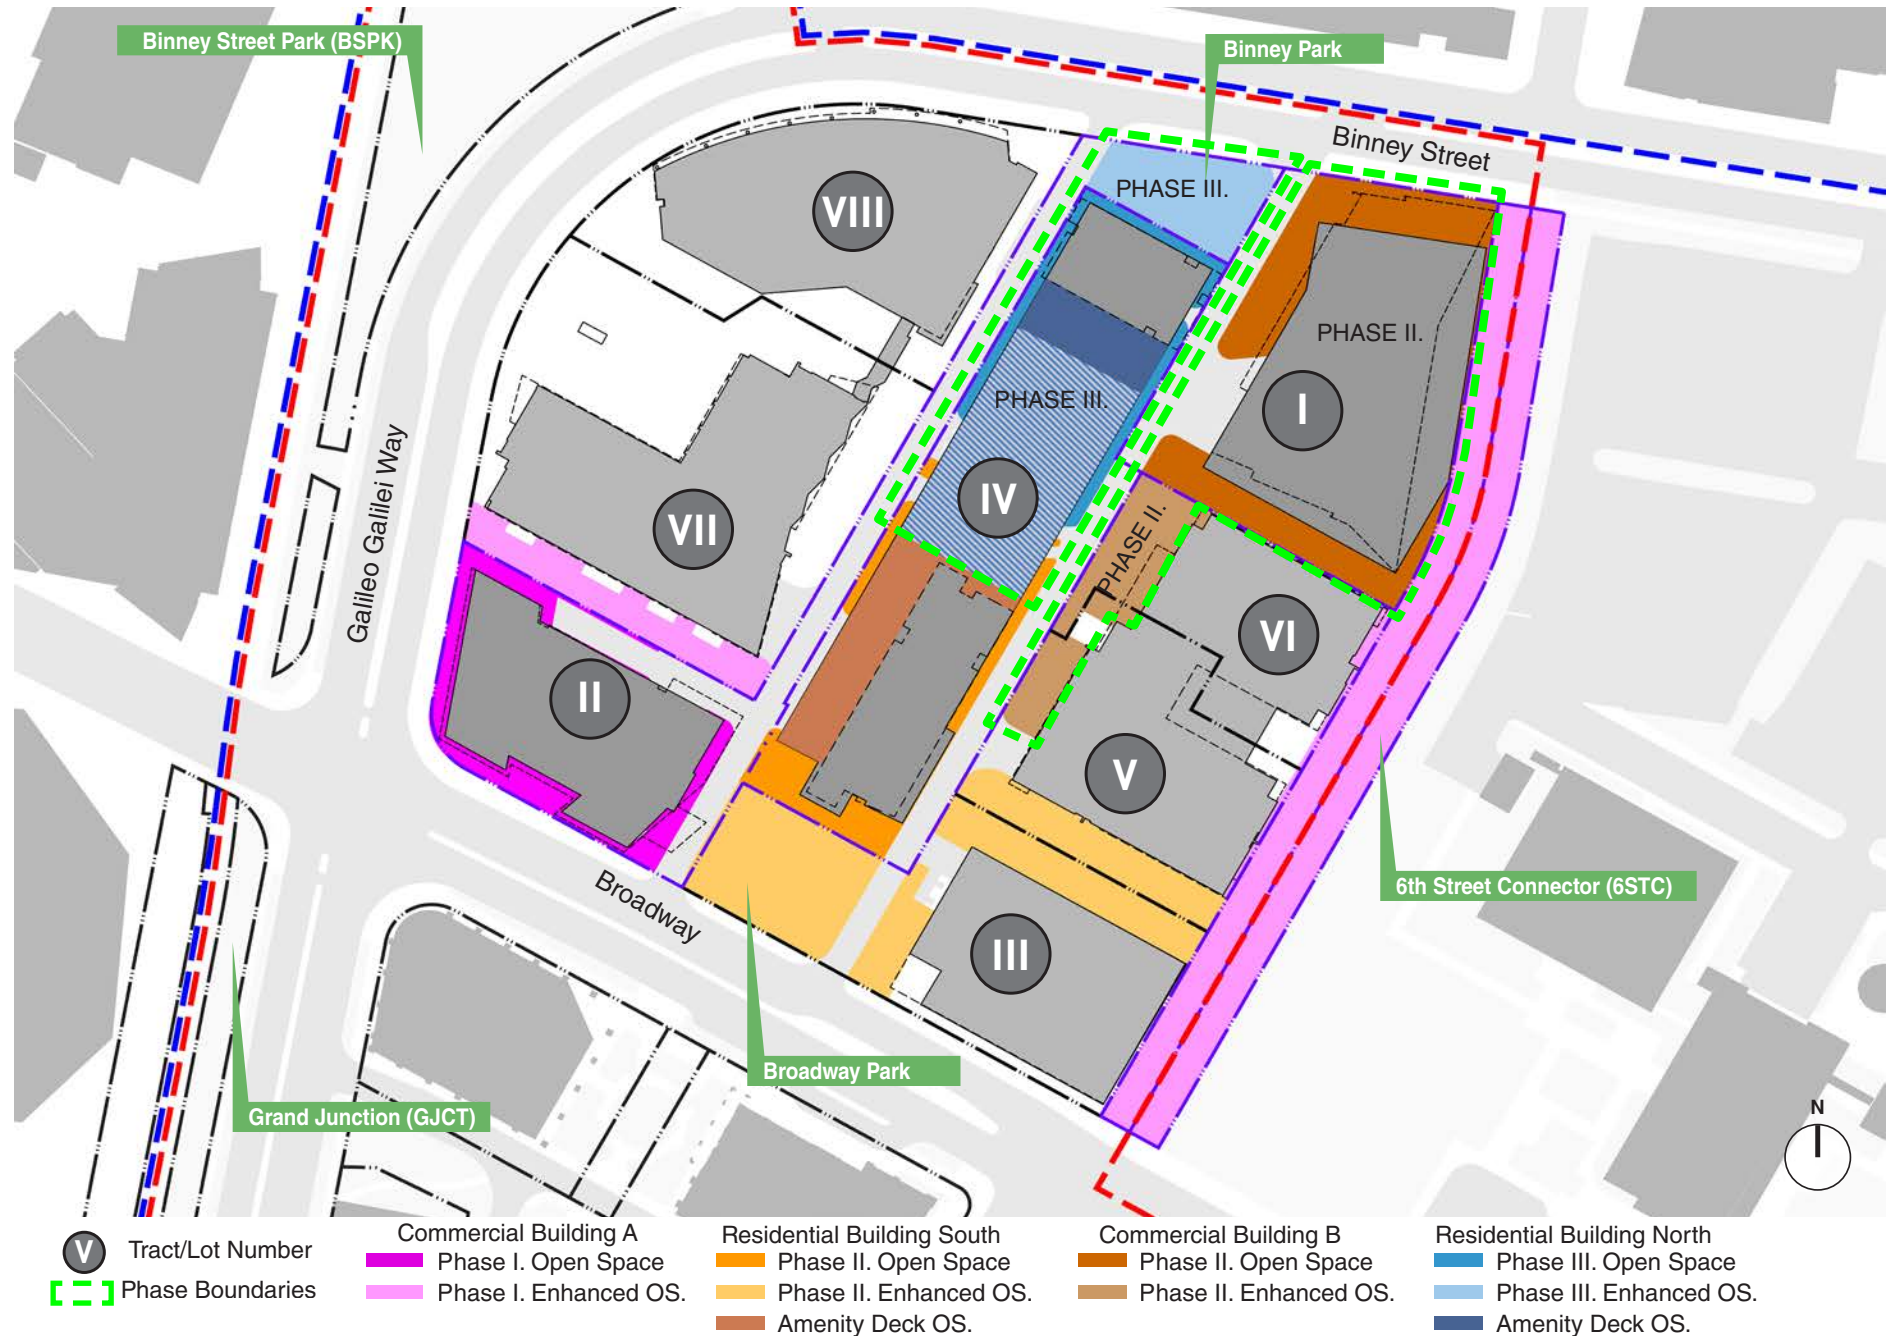 Binney Street Park (BSPK)
Binney Park
Binney Street
PHASE III.
VIII
PHASE II.
PHASE III.
I
Galileo Galilei Way
IV
VII
PHASE II.
VI
II
V
6th Street Connector (6STC)
Broadway
III
Broadway Park
Grand Junction (GJCT)
N
V Tract/Lot Number
Phase Boundaries
Commercial Building A
Phase I. Open Space
Phase I. Enhanced OS.
Residential Building South
Phase II. Open Space
Phase II. Enhanced OS.
Amenity Deck OS.
Commercial Building B
Phase II. Open Space
Phase II. Enhanced OS.
Residential Building North
Phase III. Open Space
Phase III. Enhanced OS.
Amenity Deck OS.